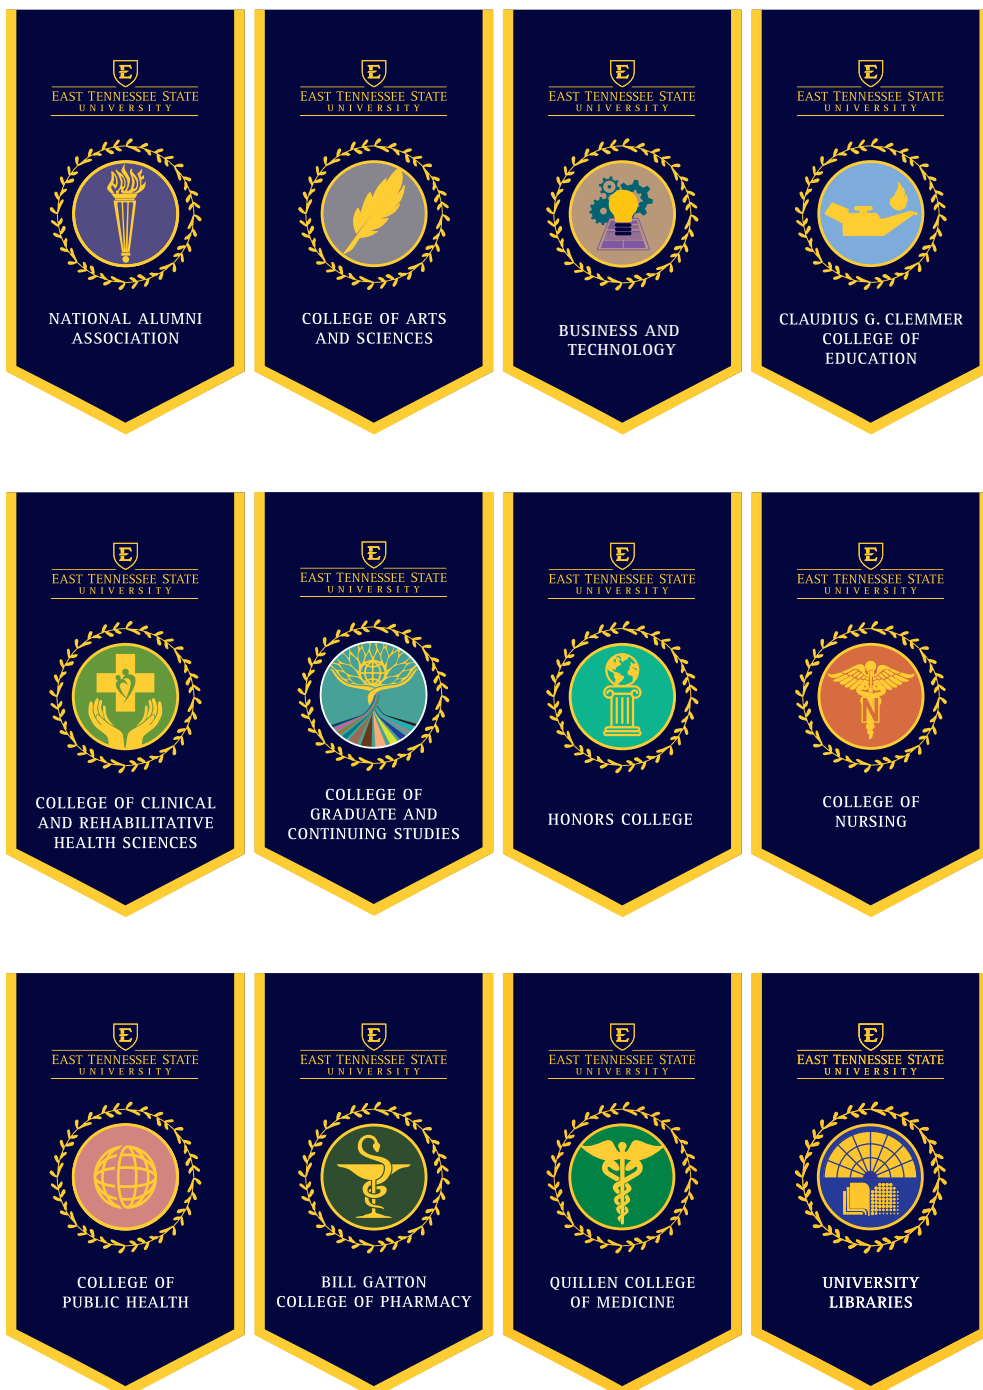 E
EAST TENNESSEE STATE
UNIVERSITY
PRIDE
NATIONAL ALUMNI
ASSOCIATION
E
EAST TENNESSEE STATE
UNIVERSITY
COLLEGE OF ARTS
AND SCIENCES
E
EAST TENNESSEE STATE
UNIVERSITY
BUSINESS AND
TECHNOLOGY
E
EAST TENNESSEE STATE
UNIVERSITY
CLAUDIUS G. CLEMMER
COLLEGE OF
EDUCATION
E
EAST TENNESSEE STATE
UNIVERSITY
COLLEGE OF CLINICAL
AND REHABILITATIVE
HEALTH SCIENCES
E
EAST TENNESSEE STATE
UNIVERSITY
COLLEGE OF
GRADUATE AND
CONTINUING STUDIES
E
EAST TENNESSEE STATE
UNIVERSITY
HONORS COLLEGE
E
EAST TENNESSEE STATE
UNIVERSITY
N
COLLEGE OF
NURSING
E
EAST TENNESSEE STATE
UNIVERSITY
COLLEGE OF
PUBLIC HEALTH
E
EAST TENNESSEE STATE
UNIVERSITY
BILL GATTON
COLLEGE OF PHARMACY
E
EAST TENNESSEE STATE
UNIVERSITY
QUILLEN COLLEGE
OF MEDICINE
E
EAST TENNESSEE STATE
UNIVERSITY
UNIVERSITY
LIBRARIES